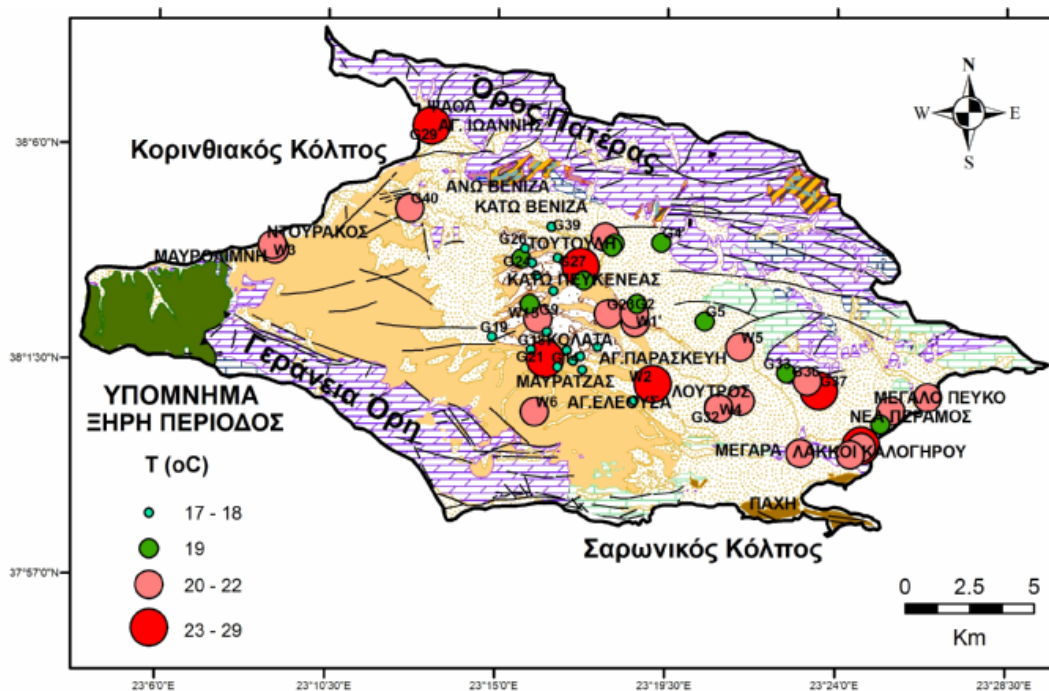 N
W E
S
38°6'0"N
38°1'30"N
37°57'0"N
Κορινθιακός Κόλπος
Όρος Πατέρας
Γεράνεια Όρη
Σαρωνικός Κόλπος
ΨΑΘΑ
ΑΓ. ΙΩΑΝΝΗΣ
G29
ΑΝΩ ΒΕΝΙΖΑ
G40
ΚΑΤΩ ΒΕΝΙΖΑ
ΝΤΟΥΡΑΚΟΣ
W3
ΜΑΥΡΟΛΙΜΝΗ
G39
G4
G26
ΤΟΥΤΟΥΛΗ
G24
G27
ΚΑΤΩ ΠΕΥΚΕΝΕΑΣ
G2
W1'
G5
G19
G9
ΚΟΛΑΤΑ
W5
G21
ΑΓ.ΠΑΡΑΣΚΕΥΗ
G33
G36
G37
ΜΑΥΡΑΤΖΑΣ
W2
ΛΟΥΤΡΟΣ
ΜΕΓΑΛΟ ΠΕΥΚΟ
W6
ΑΓ.ΕΛΕΟΥΣΑ
G32
W4
ΝΕΑ ΠΕΡΑΜΟΣ
ΜΕΓΑΡΑ
ΛΑΚΚΟΙ ΚΑΛΟΓΗΡΟΥ
ΠΑΧΗ
ΥΠΟΜΝΗΜΑ
ΞΗΡΗ ΠΕΡΙΟΔΟΣ
T (oC)
17 - 18
19
20 - 22
23 - 29
0 2.5 5
Km
23°6'0"E 23°10'30"E 23°15'0"E 23°19'30"E 23°24'0"E 23°28'30"E